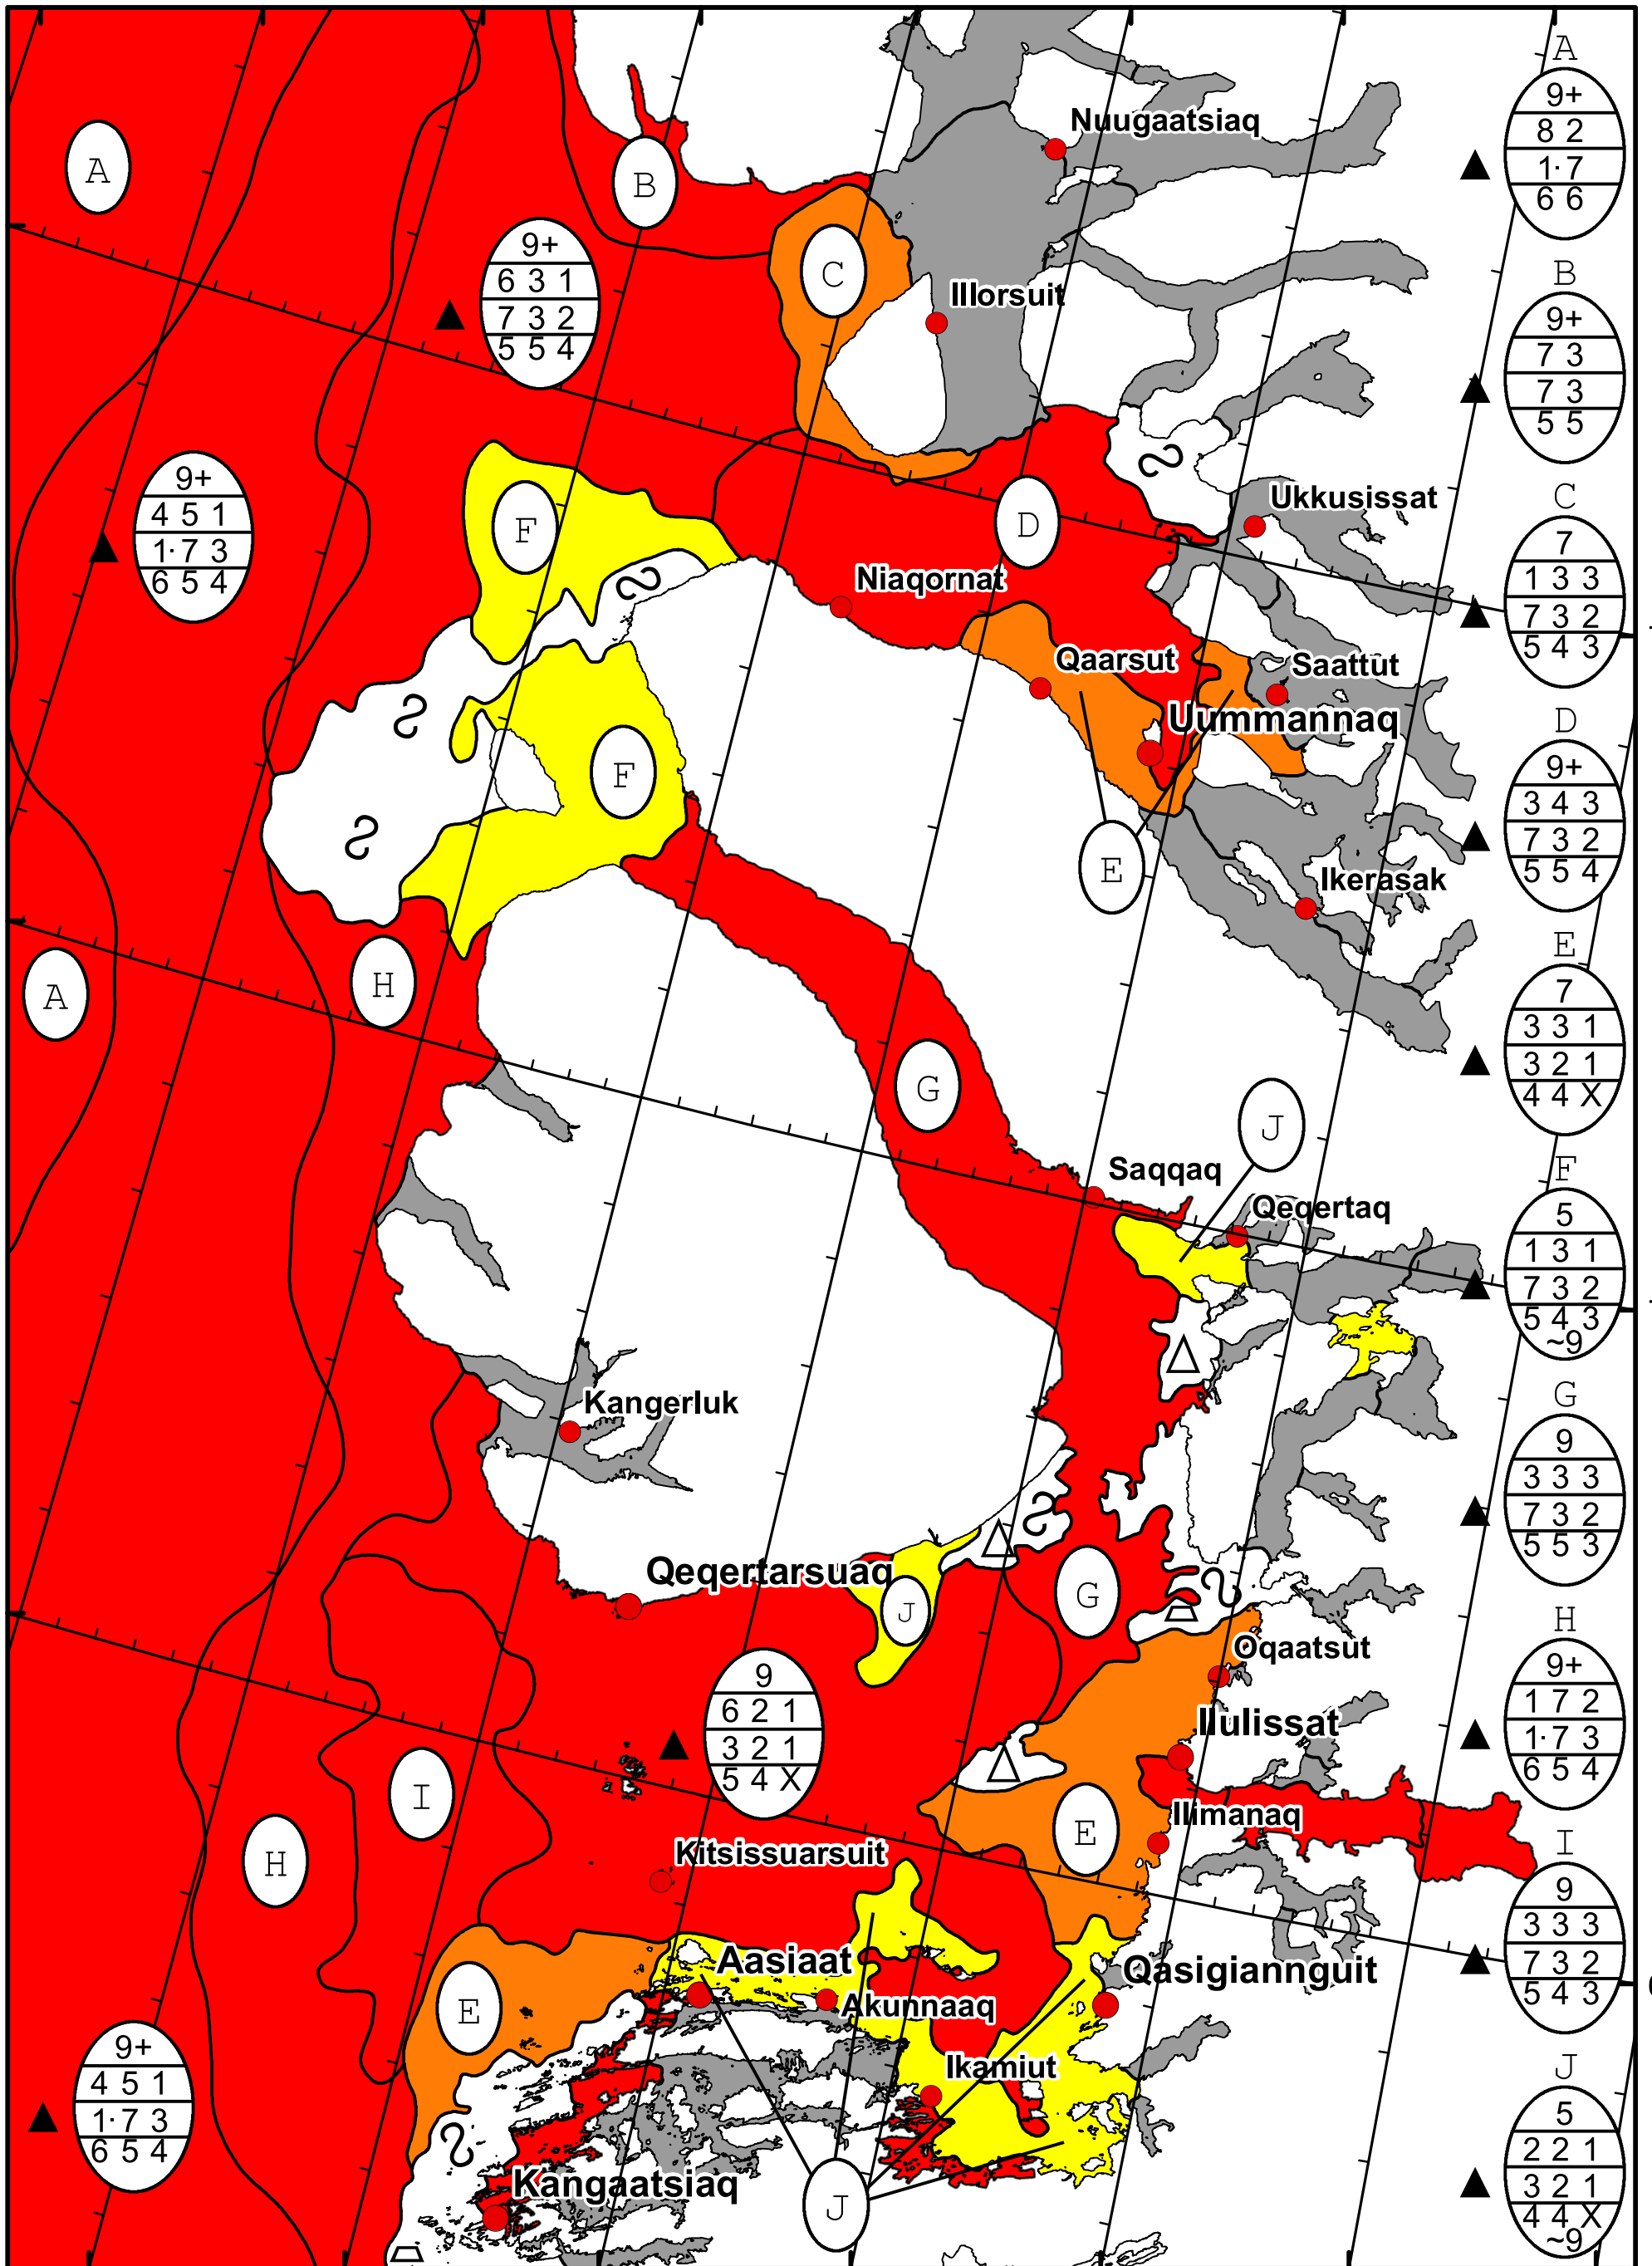 A
9+
8 2
1· 7
6 6
Nuugaatsiaq
A
B
9+
6 3 1
7 3 2
5 5 4
C
B
9+
7 3
7 3
5 5
Illorsuit
9+
4 5 1
1· 7 3
6 5 4
F
D
Ukkusissat
C
7
1 3 3
7 3 2
5 4 3
Niaqornat
Qaarsut
Saattut
Uummannaq
D
9+
3 4 3
7 3 2
5 5 4
F
E
Ikerasak
E
7
3 3 1
3 2 1
4 4 X
A
H
G
J
Saqqaq
Qeqertaq
F
5
1 3 1
7 3 2
5 4 3
~9
Kangerluk
G
9
3 3 3
7 3 2
5 5 3
Qeqertarsuaq
J
G
Oqaatsut
H
9+
1 7 2
1· 7 3
6 5 4
9
6 2 1
3 2 1
5 4 X
Ilulissat
I
Ilimanaq
E
H
Kitsissuarsuit
I
9
3 3 3
7 3 2
5 4 3
E
Aasiaat
Akunnaaq
Qasigiannguit
Ikamiut
9+
4 5 1
1· 7 3
6 5 4
Kangaatsiaq
J
J
5
2 2 1
3 2 1
4 4 X
~9